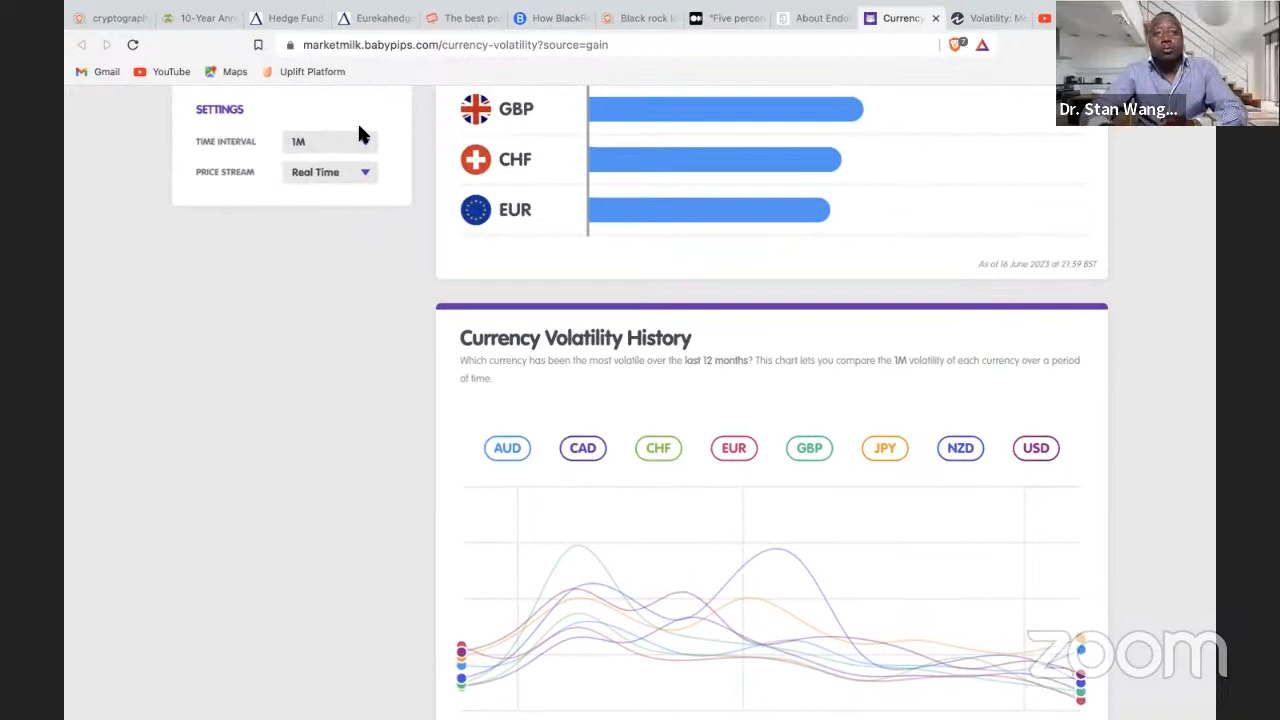 cryptograph
10-Year Ann
Hedge Fund
Eurekahedg
The best pe
How BlackR
Black rock i
"Five percen
About Endo
Currency
Volatility: M
marketmilk.babypips.com/currency-volatility?source=gain
7
Gmail
YouTube
Maps
Uplift Platform
Dr. Stan Wang...
SETTINGS
TIME INTERVAL 1M
PRICE STREAM Real Time
GBP
CHF
EUR
As of 16 June 2023 at 21:59 BST
Currency Volatility History
Which currency has been the most volatile over the last 12 months? This chart lets you compare the 1M volatility of each currency over a period
of time.
AUD CAD CHF EUR GBP JPY NZD USD
zoom